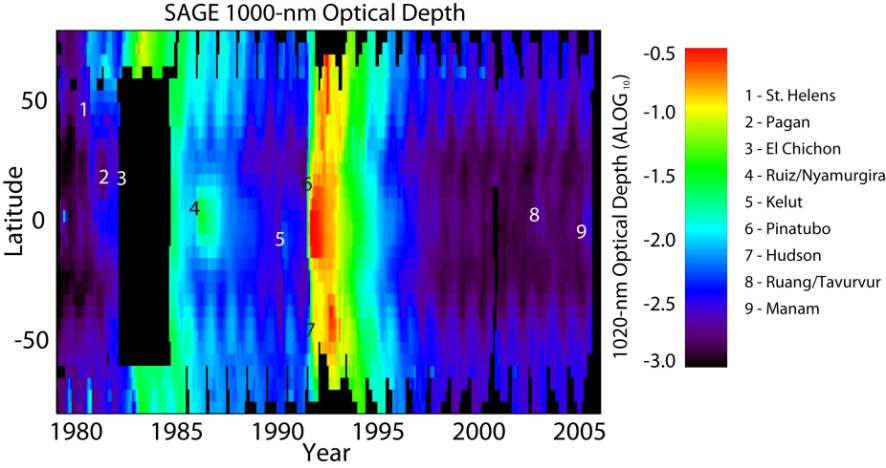 SAGE 1000-nm Optical Depth
50
0
-50
Latitude
1
2
3
4
5
6
7
8
9
1980
1985
1990
1995
2000
2005
Year
1020-nm Optical Depth (ALOG 10)
-0.5
-1.0
-1.5
-2.0
-2.5
-3.0
1 - St. Helens
2 - Pagan
3 - El Chichon
4 - Ruiz/Nyamurgira
5 - Kelut
6 - Pinatubo
7 - Hudson
8 - Ruang/Tavurvur
9 - Manam